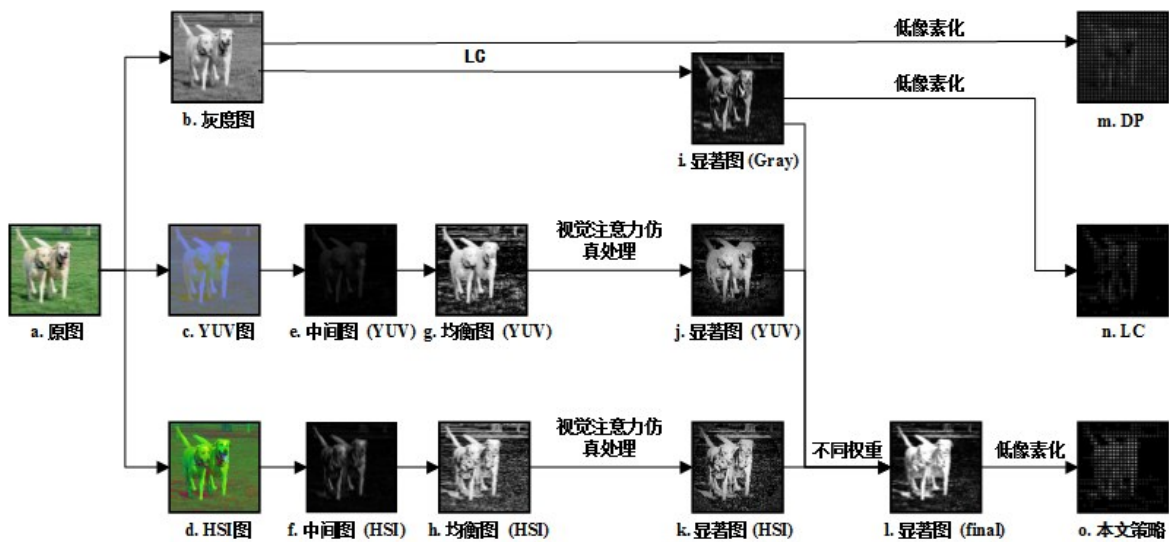 低像素化
LC
低像素化
b. 灰度图
m. DP
i. 显著图 (Gray)
视觉注意力仿
真处理
a. 原图
c. YUV图
e. 中间图 (YUV)
g. 均衡图 (YUV)
j. 显著图 (YUV)
n. LC
视觉注意力仿
真处理
不同权重
低像素化
d. HSI图
f. 中间图 (HSI)
h. 均衡图 (HSI)
k. 显著图 (HSI)
l. 显著图 (final)
o. 本文策略